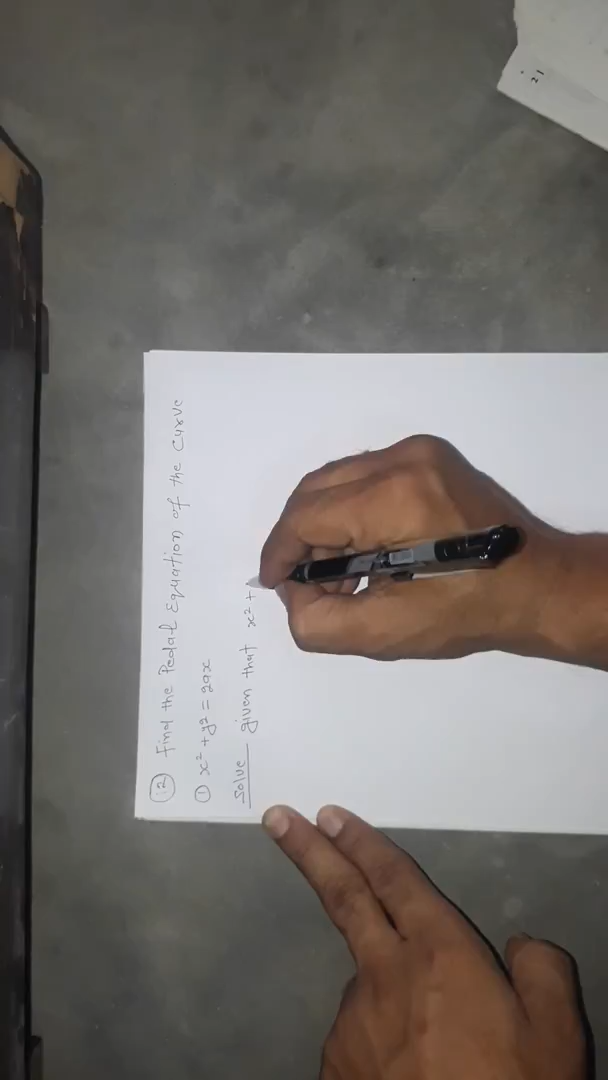 12 Find the Pedal Equation of the curve
① x² + y² = 2ax
Solve given that x² +